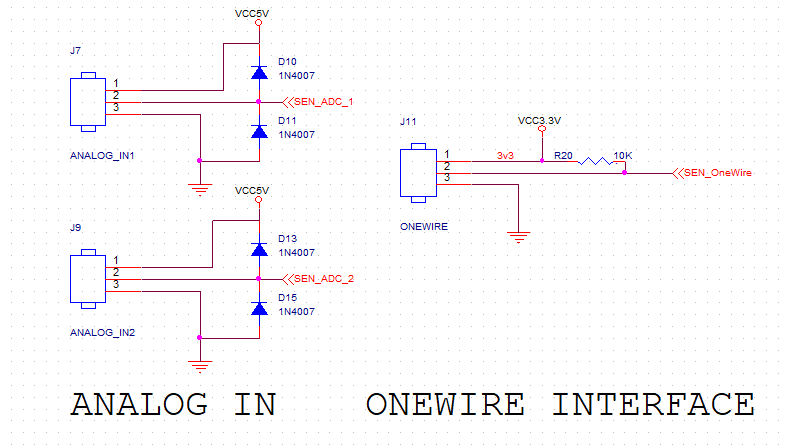 VCC5V
J7
D10
1N4007
1
2
3
SEN_ADC_1
D11
1N4007
ANALOG_IN1
VCC5V
J9
D13
1N4007
1
2
3
SEN_ADC_2
D15
1N4007
ANALOG_IN2
J11
VCC3.3V
1
2
3
3v3
R20
10K
SEN_OneWire
ONEWIRE
ANALOG IN
ONEWIRE INTERFACE